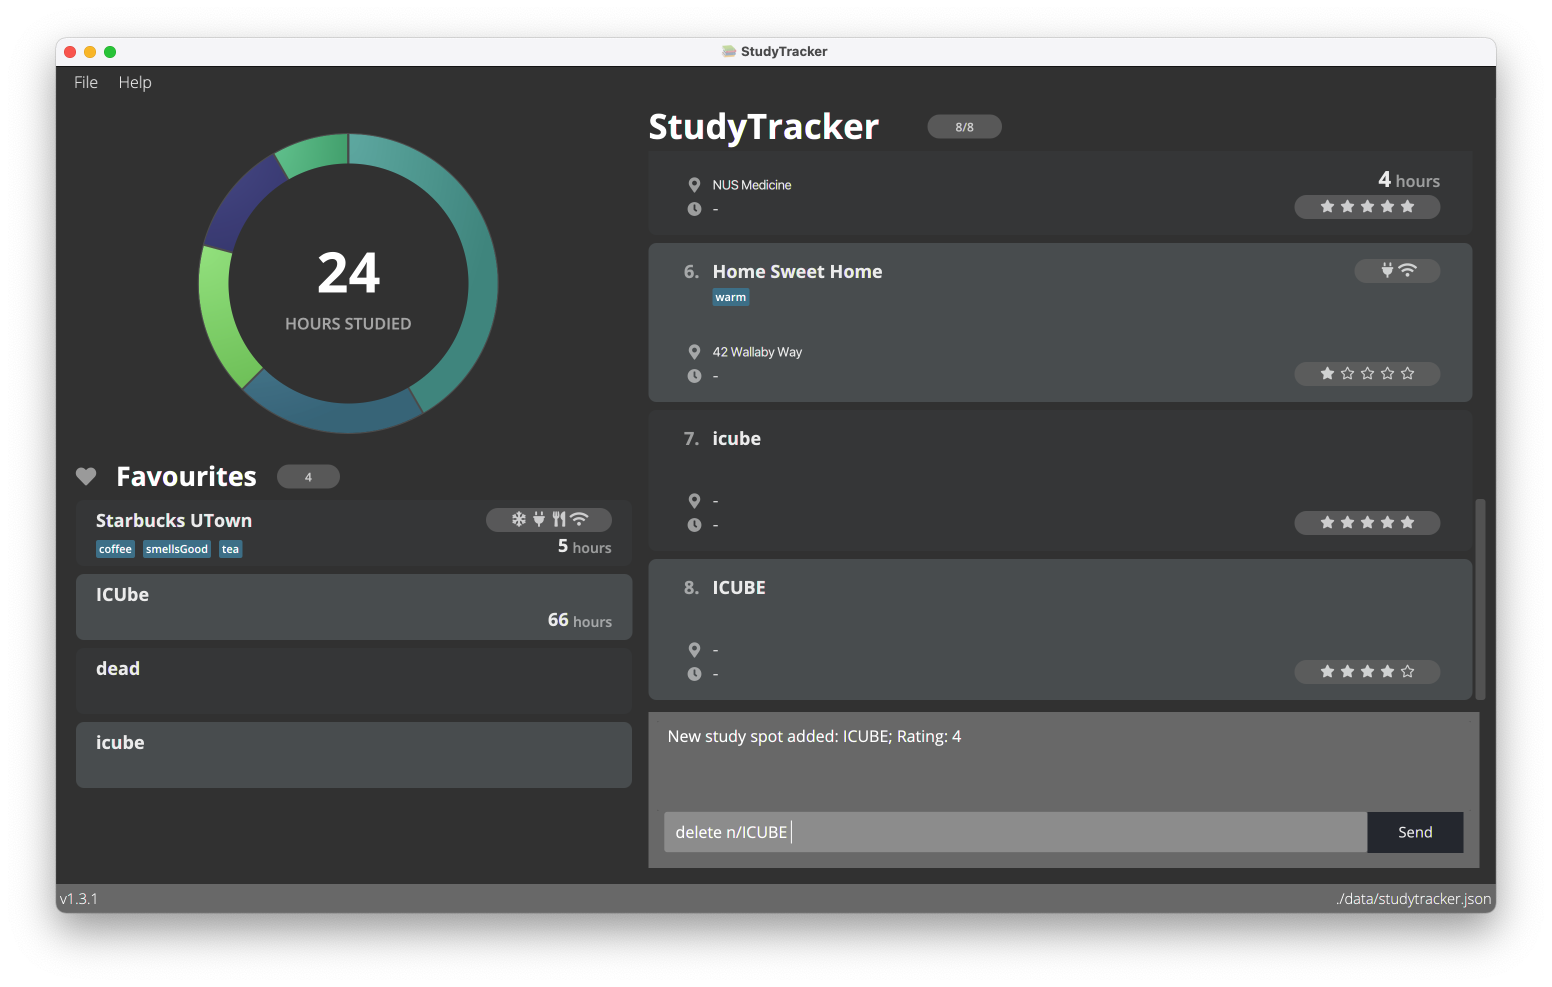 StudyTracker
File Help
24
HOURS STUDIED
Favourites 4
Starbucks UTown
coffee smellsGood tea
5 hours
ICUbe
66 hours
dead
icube
StudyTracker 8/8
NUS Medicine
-
4 hours
6. Home Sweet Home
warm
42 Wallaby Way
-
7. icube
-
-
8. ICUBE
-
-
New study spot added: ICUBE; Rating: 4
delete n/ICUBE
Send
v1.3.1
./data/studytracker.json